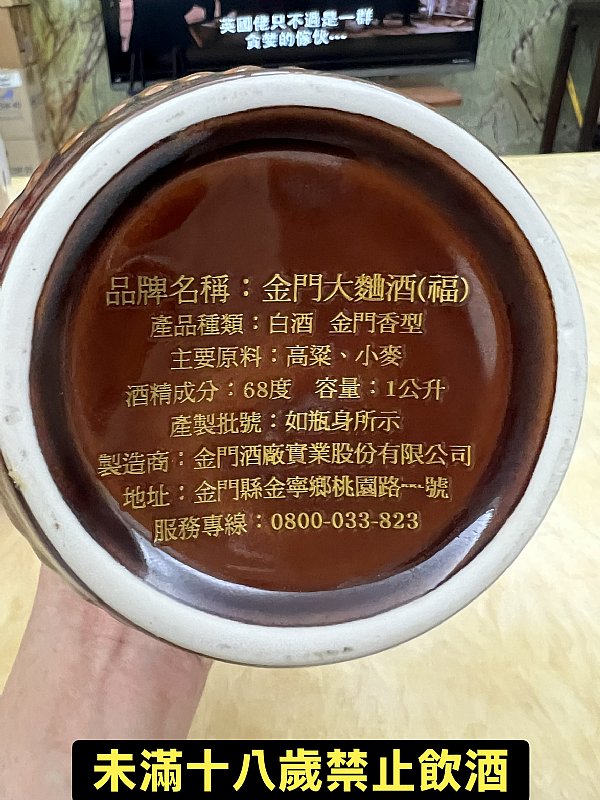 英國佬只不過是一群
貪婪的傢伙…
品牌名稱：金門大麯酒(福)
產品種類：白酒 金門香型
主要原料：高粱、小麥
酒精成分：68度 容量：1公升
產製批號：如瓶身所示
製造商：金門酒廠實業股份有限公司
地址：金門縣金寧鄉桃園路一號
服務專線：0800-033-823
未滿十八歲禁止飲酒